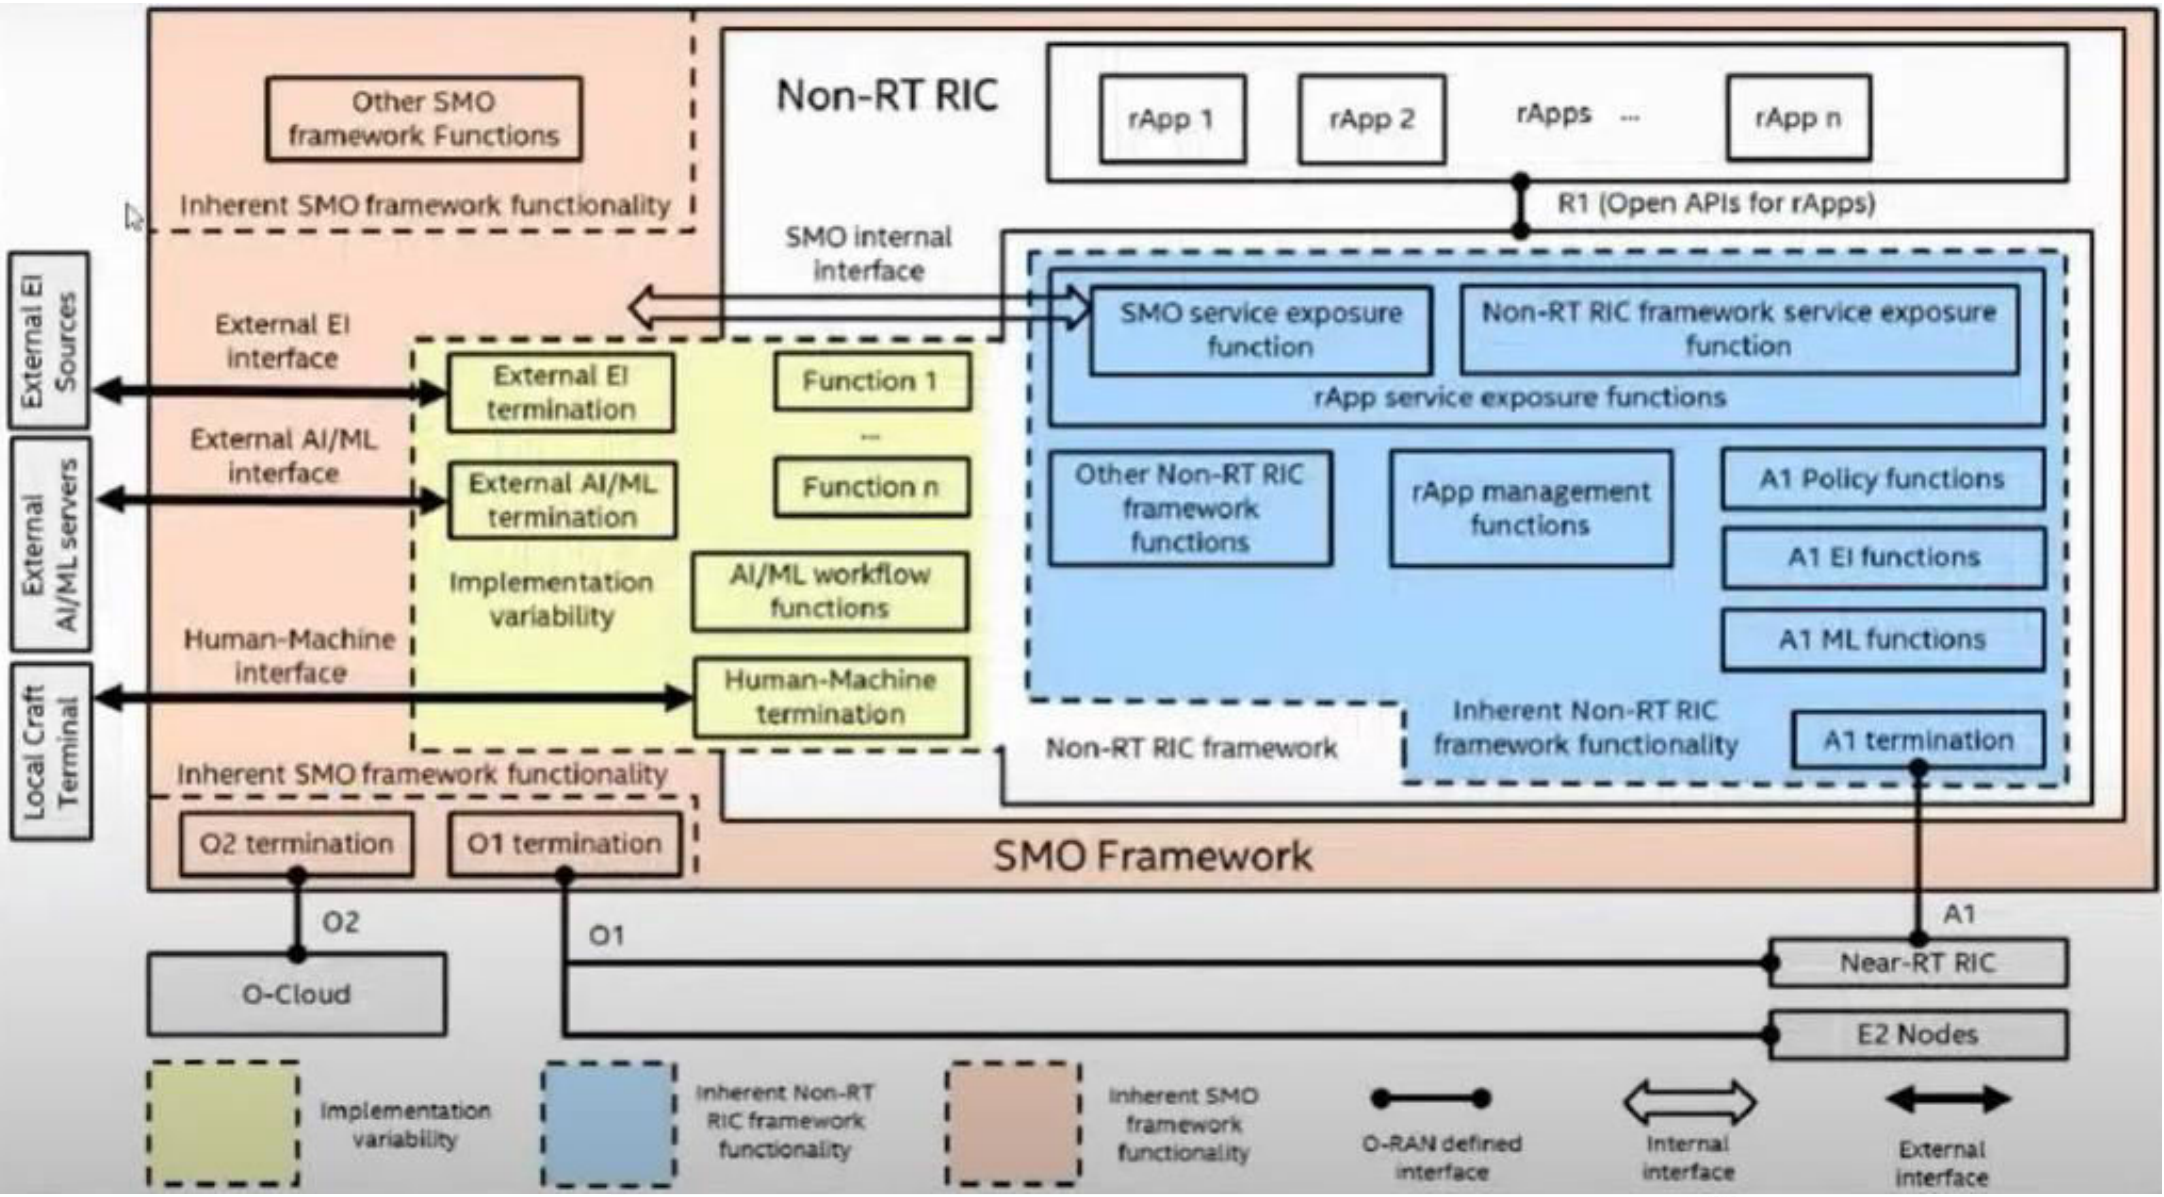 Other SMO
framework Functions
Inherent SMO framework functionality
Non-RT RIC
rApp 1
rApp 2
rApps ...
rApp n
R1 (Open APIs for rApps)
SMO internal
interface
External EI
Sources
External EI
interface
External EI
termination
Function 1
...
Function n
SMO service exposure
function
Non-RT RIC framework service exposure
function
rApp service exposure functions
External
AI/ML servers
External AI/ML
interface
External AI/ML
termination
Implementation
variability
AI/ML workflow
functions
Other Non-RT RIC
framework
functions
rApp management
functions
A1 Policy functions
A1 EI functions
A1 ML functions
Local Craft
Terminal
Human-Machine
interface
Human-Machine
termination
Inherent Non-RT RIC
framework functionality
A1 termination
Non-RT RIC framework
Inherent SMO framework functionality
O2 termination
O1 termination
SMO Framework
O2
O1
A1
O-Cloud
Near-RT RIC
E2 Nodes
Implementation
variability
Inherent Non-RT
RIC framework
functionality
Inherent SMO
framework
functionality
O-RAN defined
interface
Internal
interface
External
interface